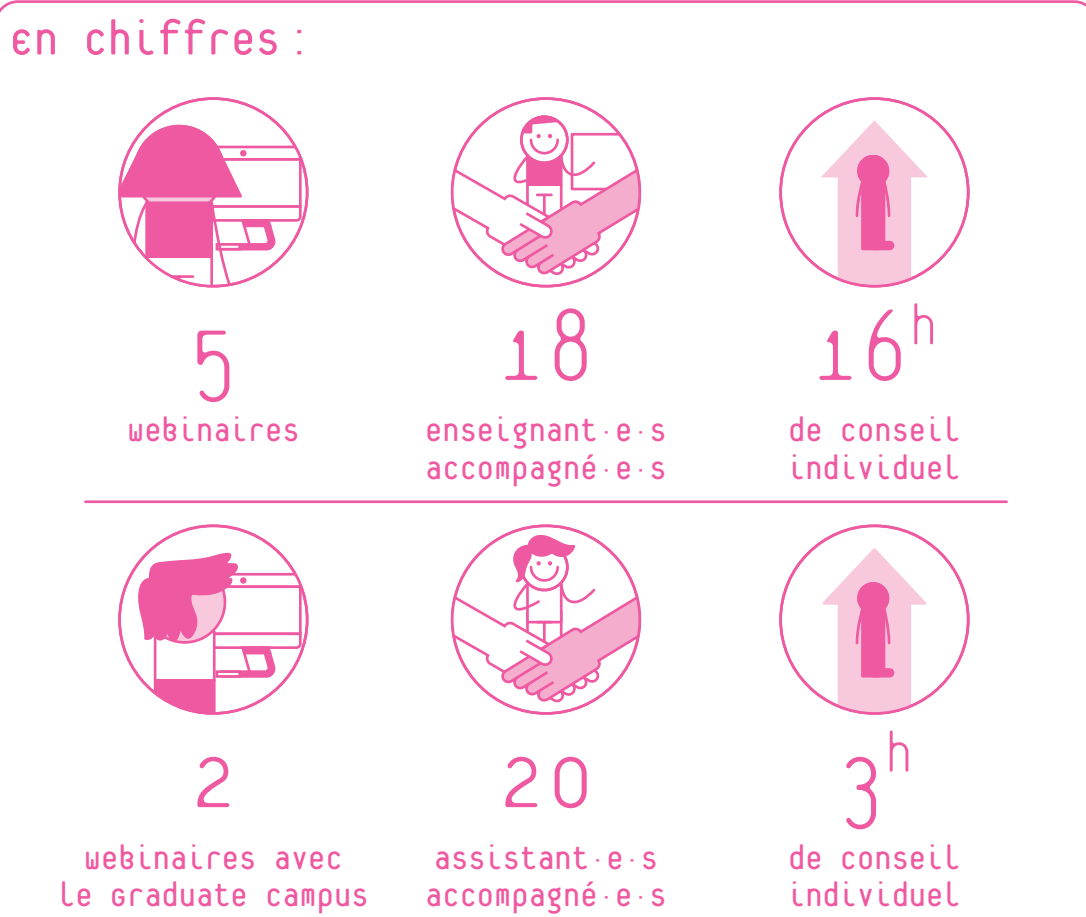 en chiffres :
5
18
16h
webinaires
enseignant·e·s
accompagné·e·s
de conseil
individuel
2
20
3h
webinaires avec
le Graduate campus
assistant·e·s
accompagné·e·s
de conseil
individuel